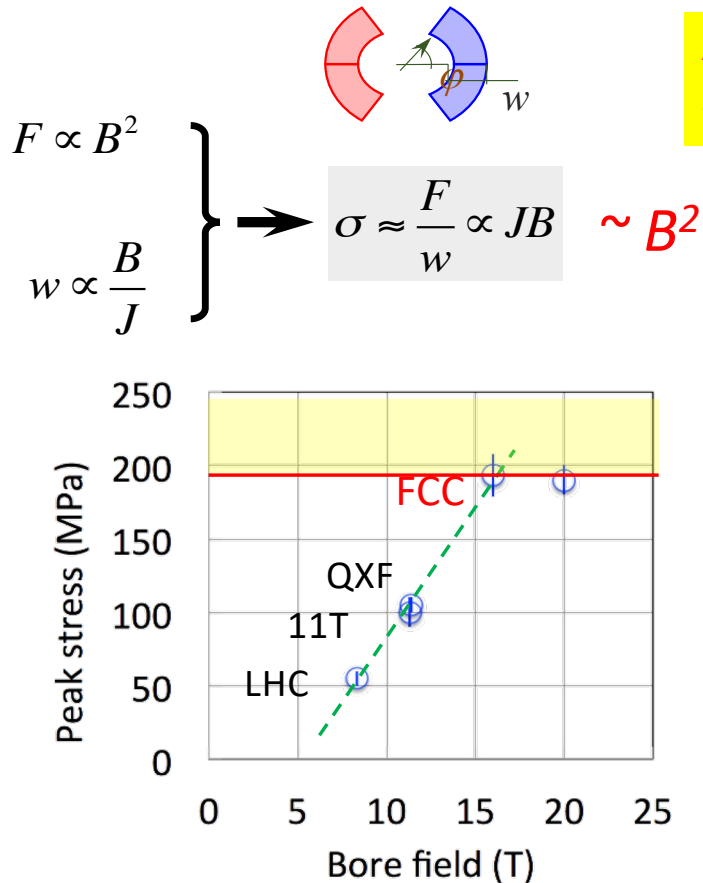 φ
w
F ∝ B²
w ∝ B/J
σ ≈ F/w ∝ JB
~ B²
250
200
150
100
50
0
Peak stress (MPa)
FCC
QXF
11T
LHC
0 5 10 15 20 25
Bore field (T)